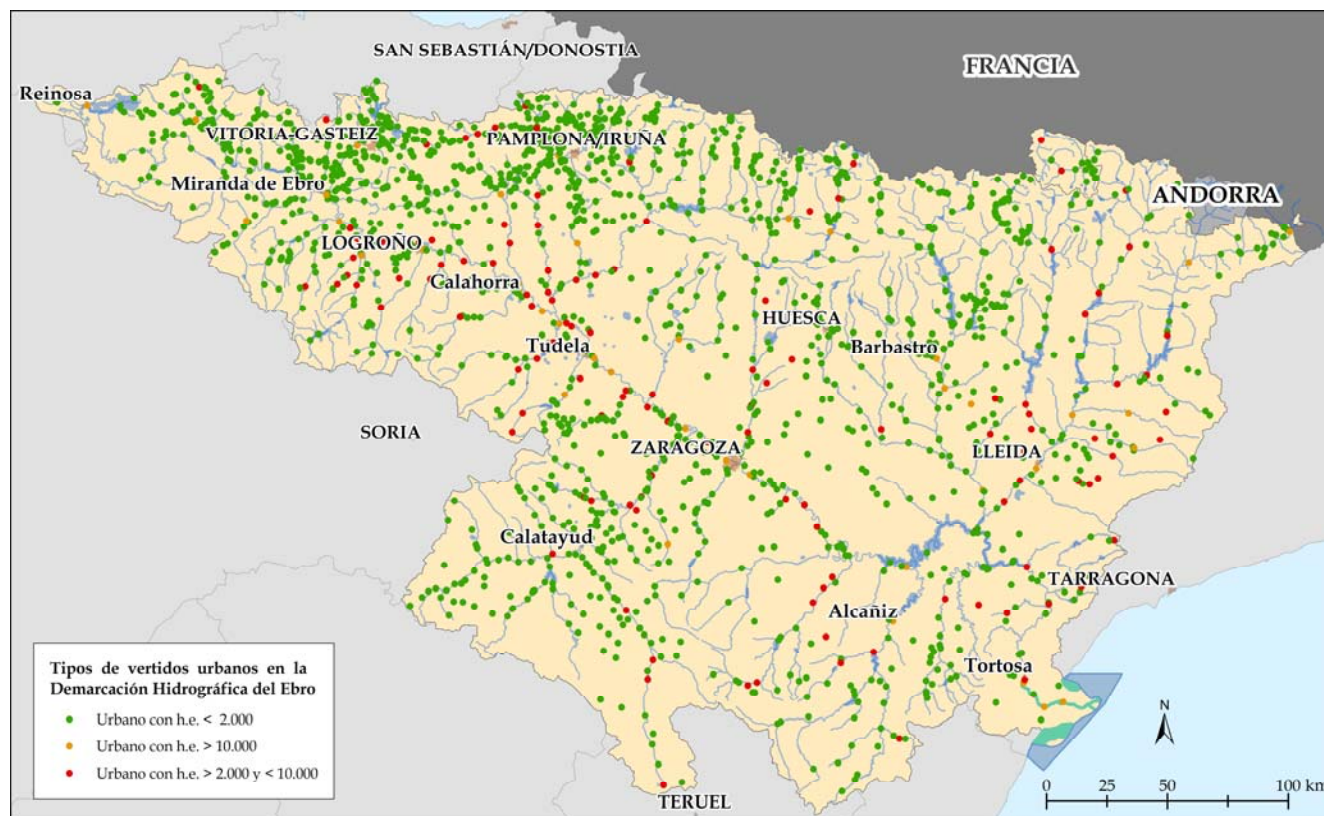 SAN SEBASTIÁN/DONOSTIA
FRANCIA
Reinosa
VITORIA-GASTEIZ
PAMPLONA/IRUÑA
Miranda de Ebro
ANDORRA
LOGROÑO
Calahorra
HUESCA
Tudela
Barbastro
SORIA
ZARAGOZA
LLEIDA
Calatayud
TARRAGONA
Alcañiz
Tortosa
TERUEL
Tipos de vertidos urbanos en la
Demarcación Hidrográfica del Ebro
Urbano con h.e. < 2.000
Urbano con h.e. > 10.000
Urbano con h.e. > 2.000 y < 10.000
N
0 25 50 100 km